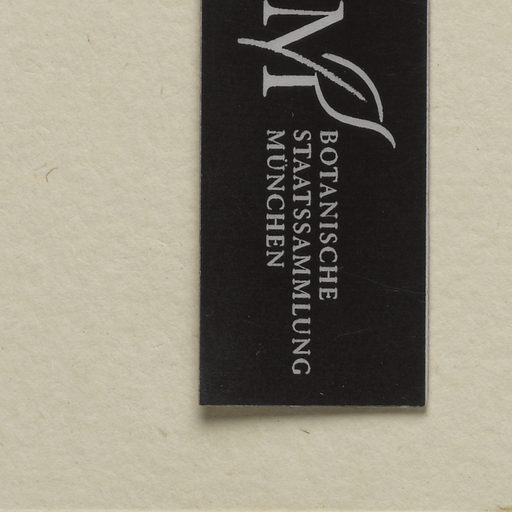 M
BOTANISCHE
STAATSSAMMLUNG
MÜNCHEN